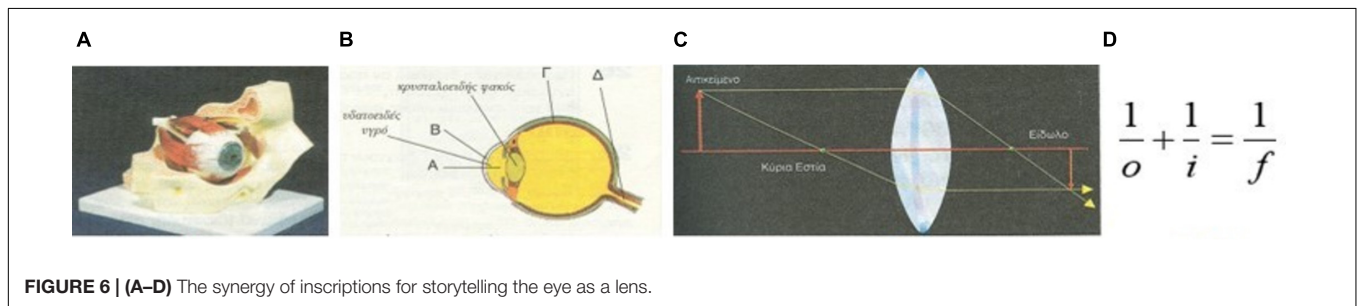 A
B
C
D
κρυσταλοειδής φακός
Γ
Δ
υδατοειδές
υγρό
B
A
Αντικείμενο
Κύρια Εστία
Είδωλο
1/o + 1/i = 1/f
FIGURE 6 | (A–D) The synergy of inscriptions for storytelling the eye as a lens.